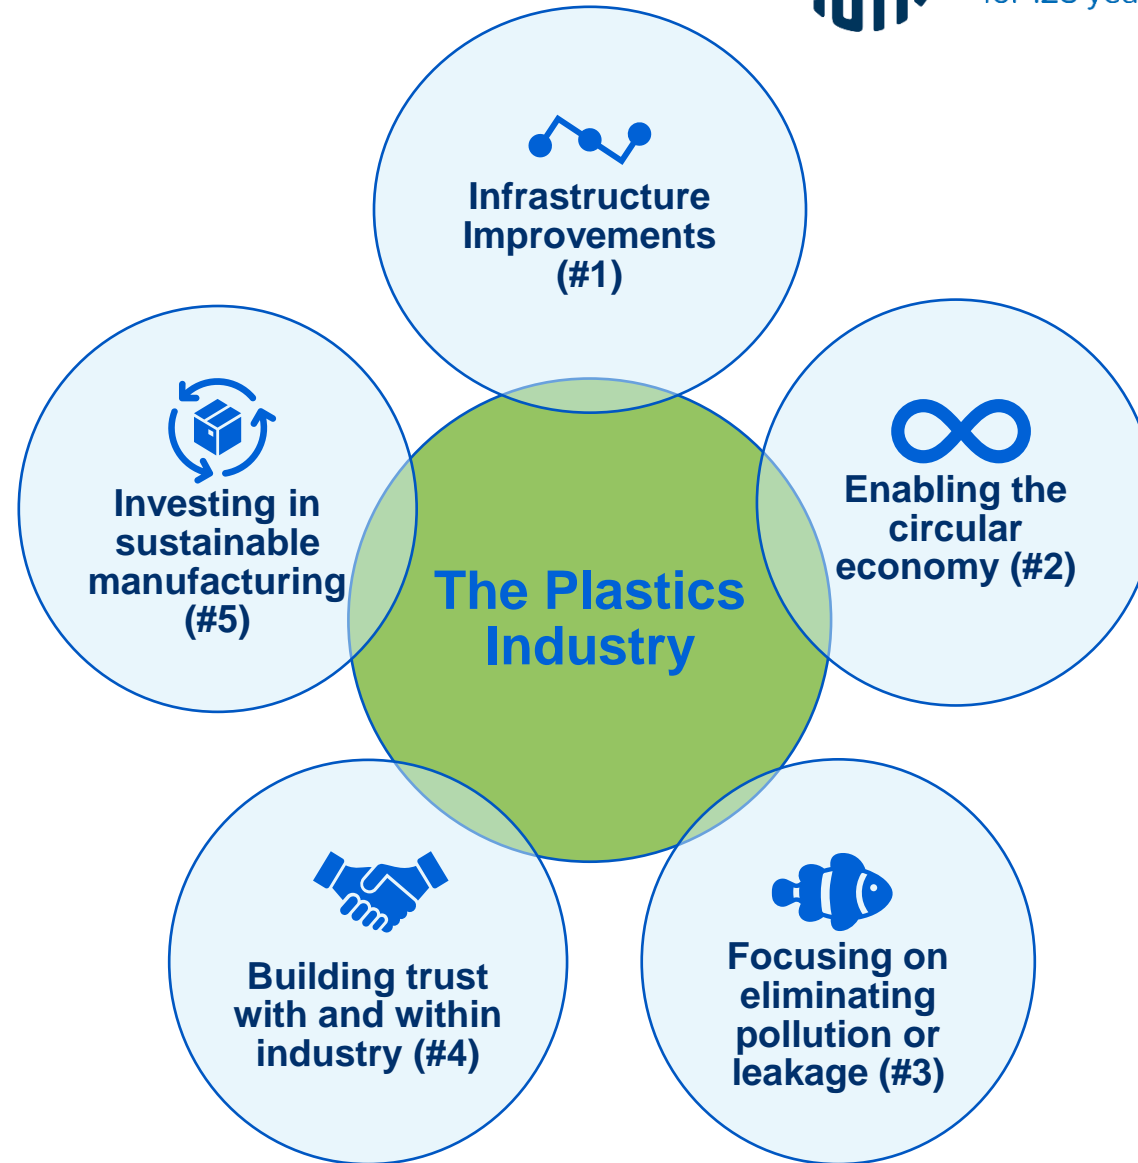 Infrastructure
Improvements
(#1)
Enabling the
circular
economy (#2)
Focusing on
eliminating
pollution or
leakage (#3)
Building trust
with and within
industry (#4)
Investing in
sustainable
manufacturing
(#5)
The Plastics
Industry